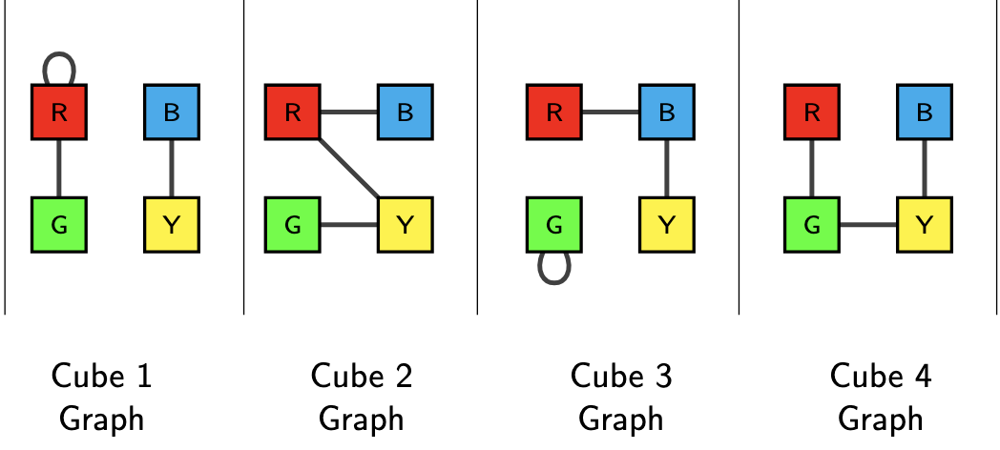 R B R B R B R B
G Y G Y G Y G Y
Cube 1 Cube 2 Cube 3 Cube 4
Graph Graph Graph Graph